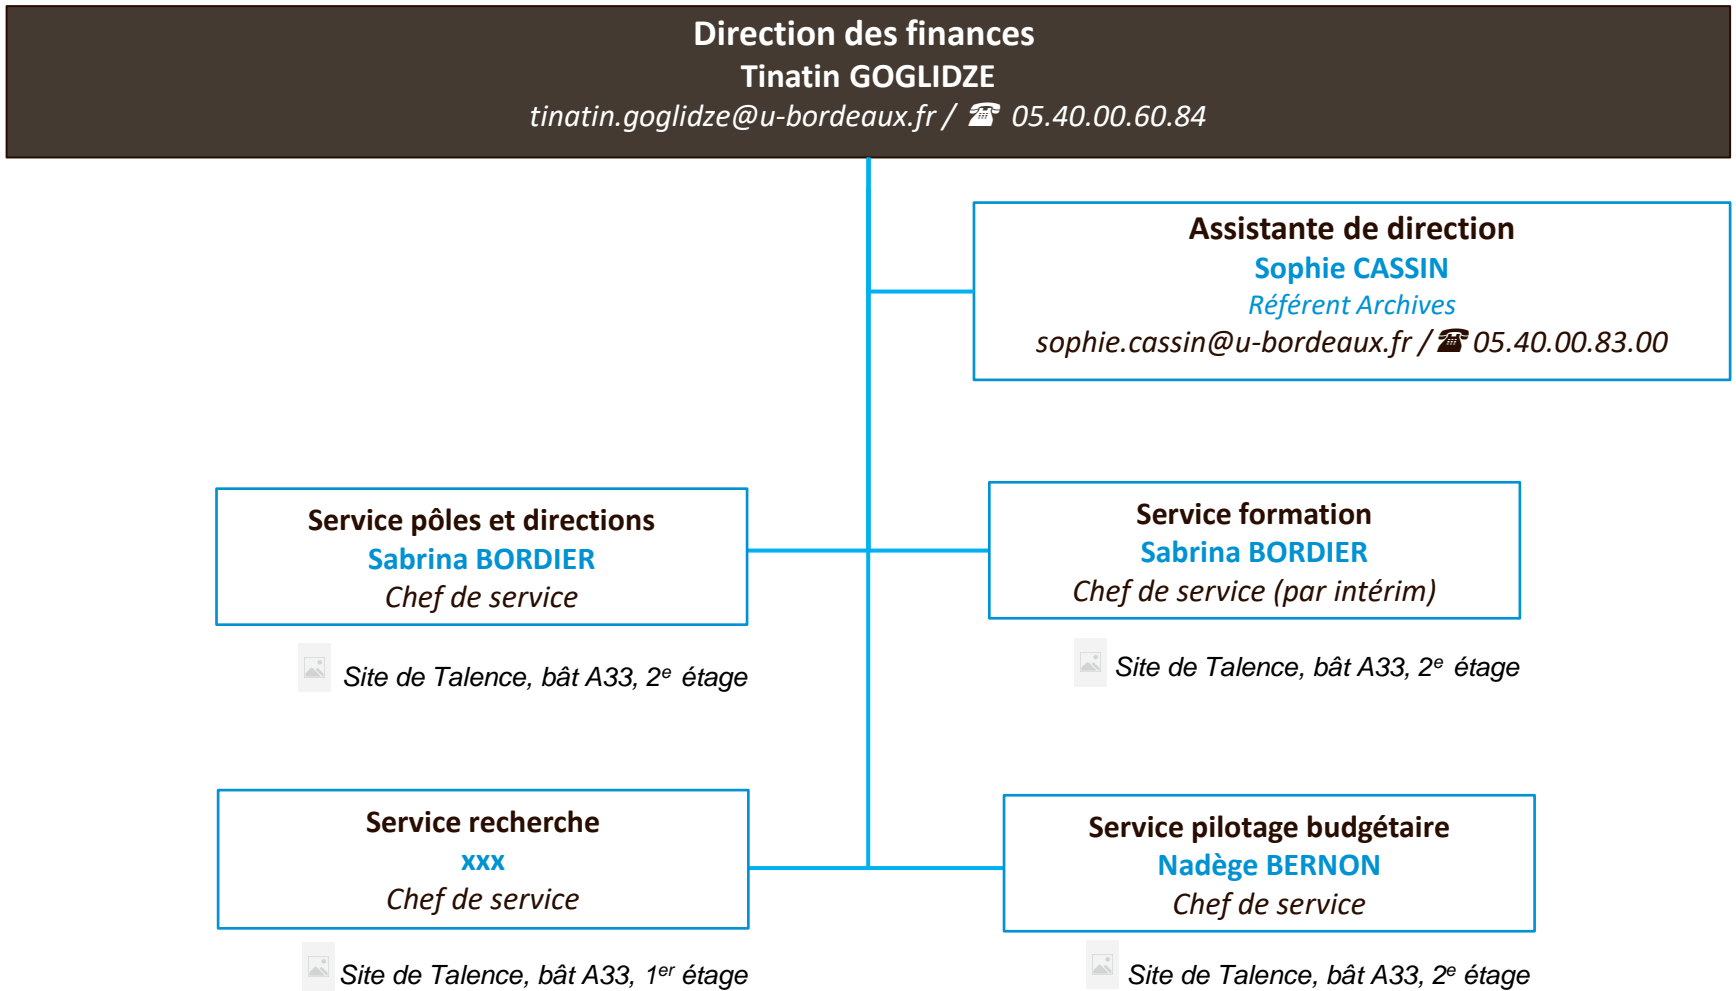 Direction des finances
Tinatin GOGLIDZE
tinatin.goglidze@u-bordeaux.fr / ☎ 05.40.00.60.84
Assistante de direction
Sophie CASSIN
Référent Archives
sophie.cassin@u-bordeaux.fr /☎ 05.40.00.83.00
Service pôles et directions
Sabrina BORDIER
Chef de service
Site de Talence, bât A33, 2e étage
Service formation
Sabrina BORDIER
Chef de service (par intérim)
Site de Talence, bât A33, 2e étage
Service recherche
xxx
Chef de service
Site de Talence, bât A33, 1er étage
Service pilotage budgétaire
Nadège BERNON
Chef de service
Site de Talence, bât A33, 2e étage